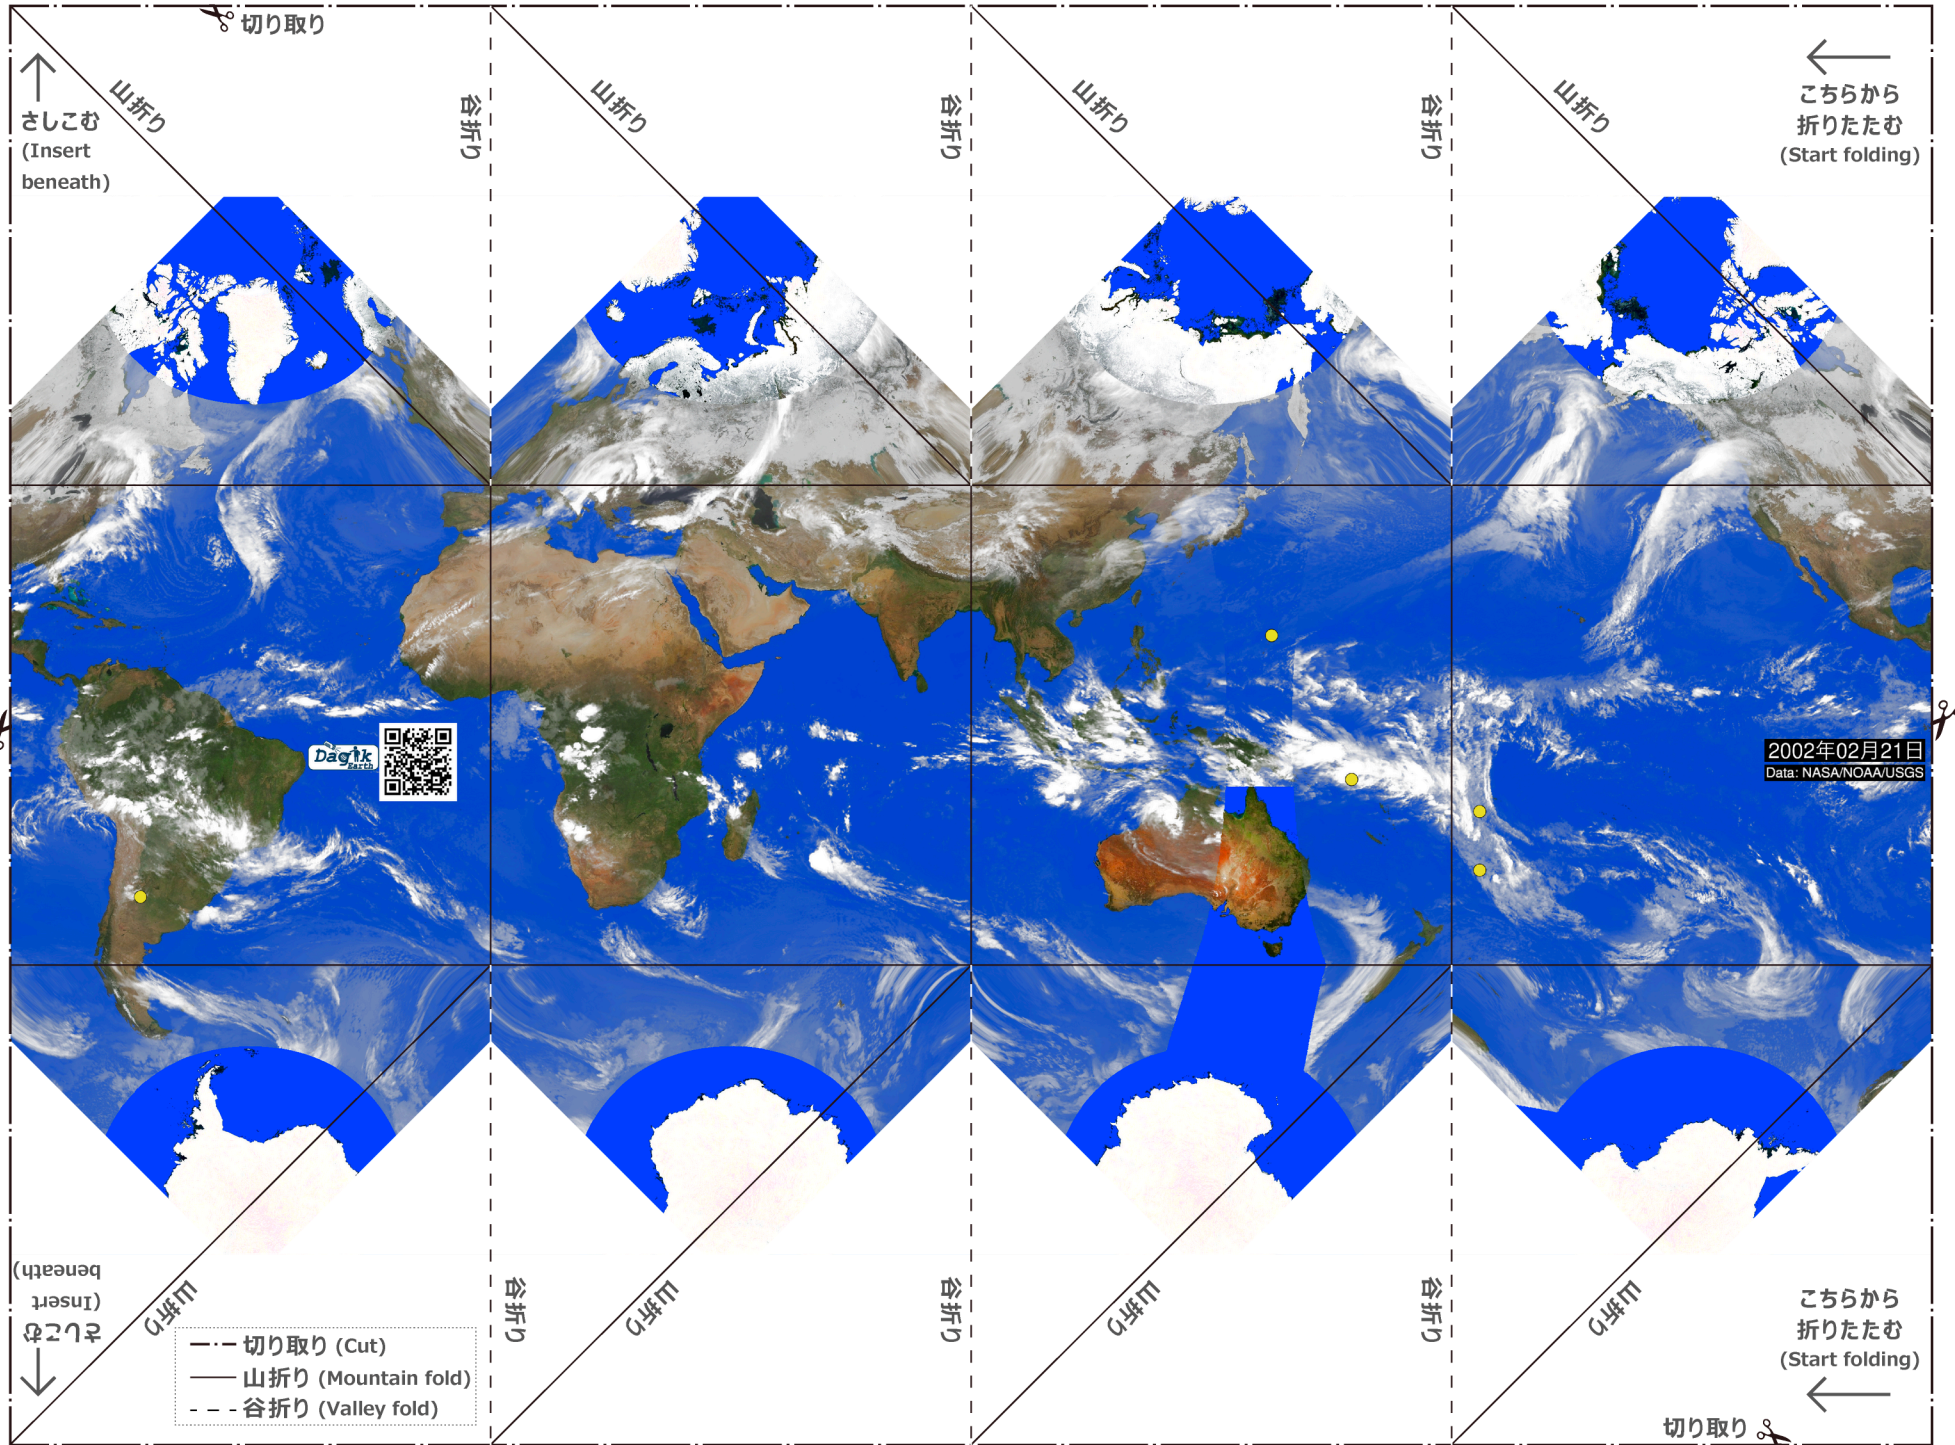 切り取り
さしこむ
(Insert
beneath)
山折り
谷折り
山折り
谷折り
山折り
谷折り
山折り
こちらから
折りたたむ
(Start folding)
Dagik
Earth
2002年02月21日
Data: NASA/NOAA/USGS
さしこむ
(Insert
beneath)
山折り
谷折り
山折り
谷折り
山折り
谷折り
山折り
こちらから
折りたたむ
(Start folding)
切り取り (Cut)
山折り (Mountain fold)
谷折り (Valley fold)
切り取り